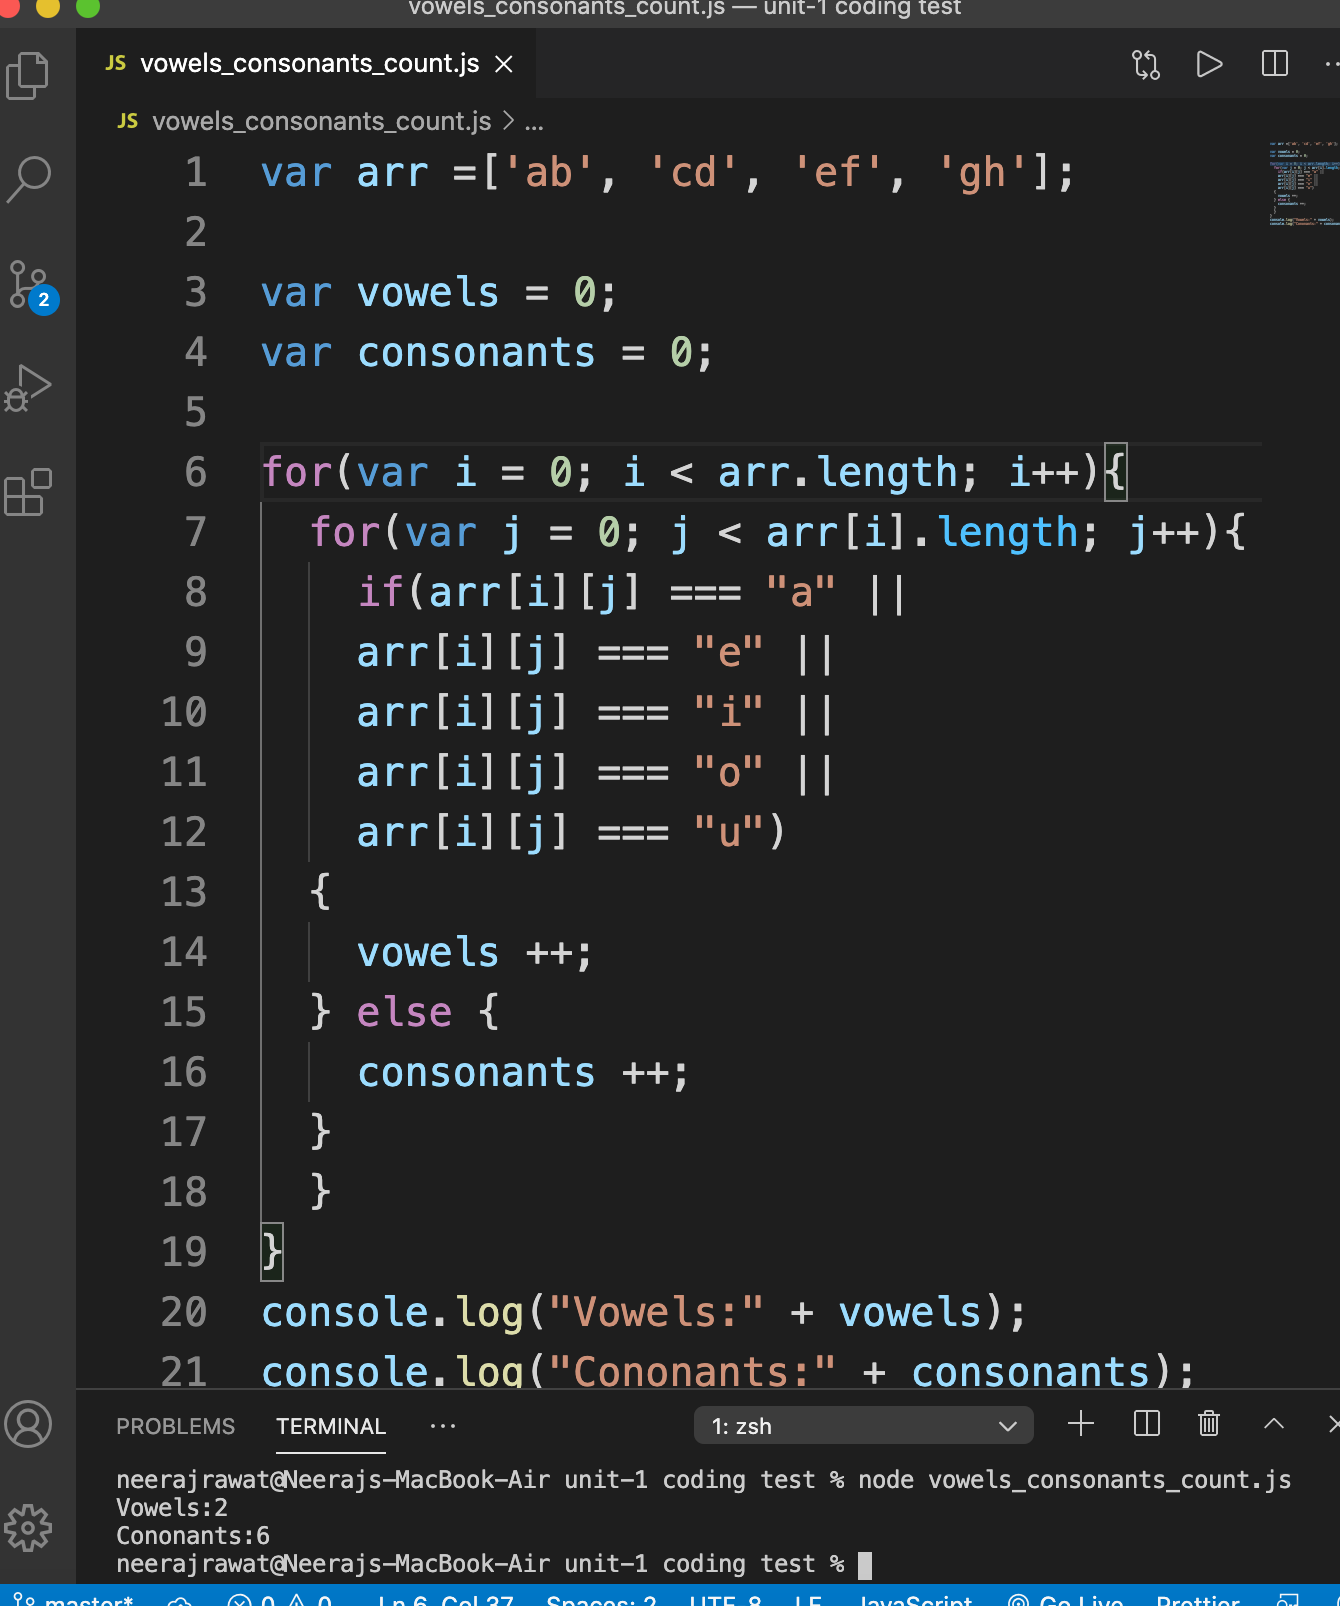 vowels_consonants_count.js — unit-1 coding test
JS vowels_consonants_count.js
JS vowels_consonants_count.js > ...
1 var arr =['ab', 'cd', 'ef', 'gh'];
2
3 var vowels = 0;
4 var consonants = 0;
5
6 for(var i = 0; i < arr.length; i++){
7 for(var j = 0; j < arr[i].length; j++){
8 if(arr[i][j] === "a" ||
9 arr[i][j] === "e" ||
10 arr[i][j] === "i" ||
11 arr[i][j] === "o" ||
12 arr[i][j] === "u")
13 {
14 vowels ++;
15 } else {
16 consonants ++;
17 }
18 }
19 }
20 console.log("Vowels:" + vowels);
21 console.log("Cononants:" + consonants);
2
PROBLEMS TERMINAL ... 1: zsh
neerajrawat@Neerajs-MacBook-Air unit-1 coding test % node vowels_consonants_count.js
Vowels:2
Cononants:6
neerajrawat@Neerajs-MacBook-Air unit-1 coding test %
master* 0 0 Ln 6, Col 37 Spaces: 2 UTF-8 LF JavaScript Go Live Prettier